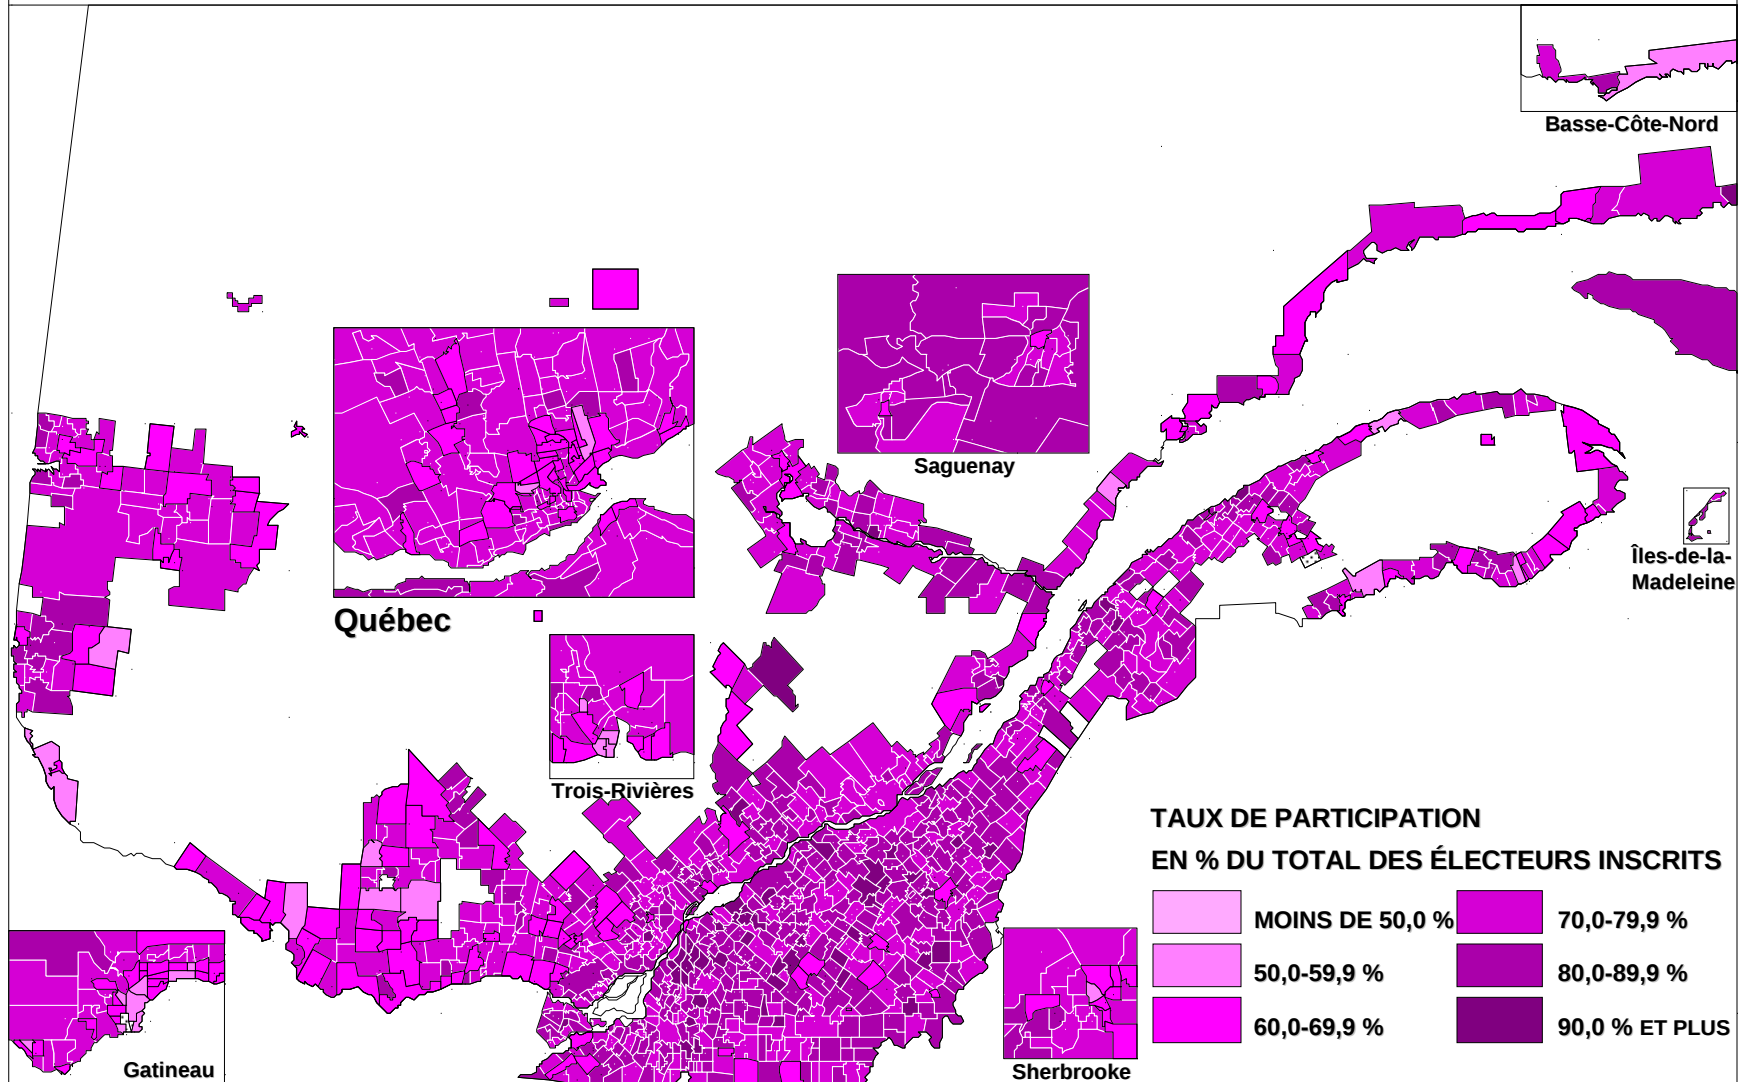 Basse-Côte-Nord
Saguenay
Îles-de-la-
Madeleine
Québec
Trois-Rivières
TAUX DE PARTICIPATION
EN % DU TOTAL DES ÉLECTEURS INSCRITS
MOINS DE 50,0 %
70,0-79,9 %
50,0-59,9 %
80,0-89,9 %
60,0-69,9 %
90,0 % ET PLUS
Gatineau
Sherbrooke